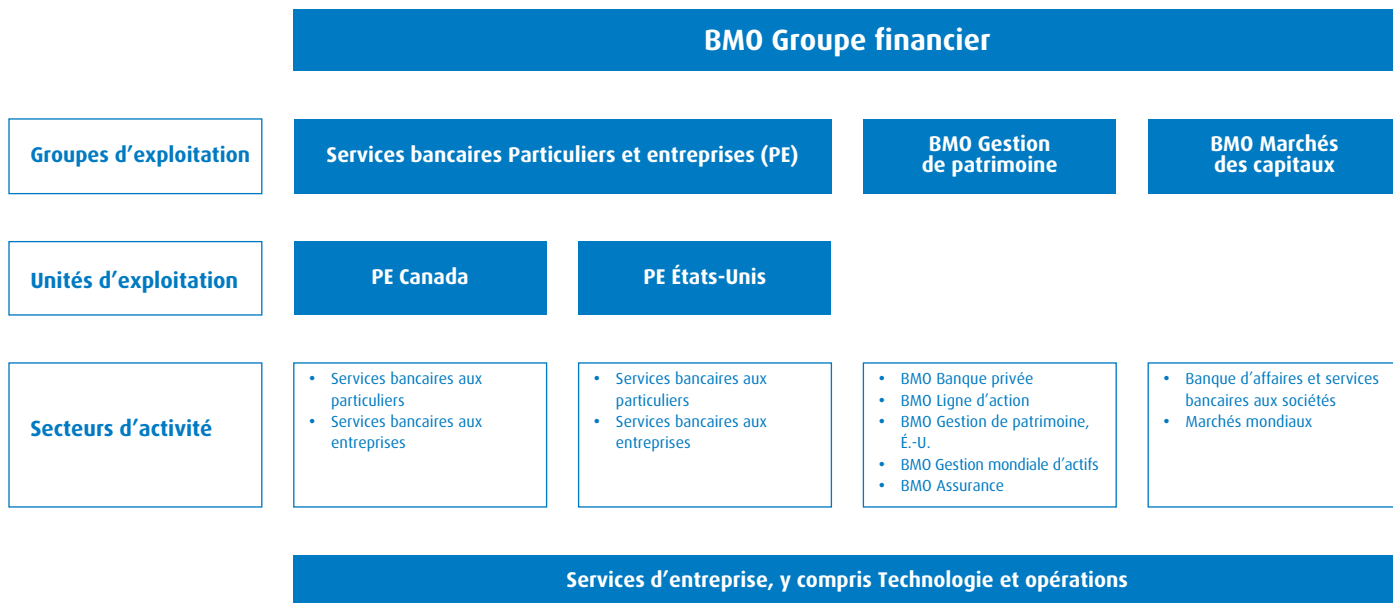 BMO Groupe financier
Groupes d'exploitation
Services bancaires Particuliers et entreprises (PE)
BMO Gestion
de patrimoine
BMO Marchés
des capitaux
Unités d'exploitation
PE Canada
PE États-Unis
Secteurs d'activité
• Services bancaires aux
particuliers
• Services bancaires aux
entreprises
• Services bancaires aux
particuliers
• Services bancaires aux
entreprises
• BMO Banque privée
• BMO Ligne d'action
• BMO Gestion de patrimoine,
É.-U.
• BMO Gestion mondiale d'actifs
• BMO Assurance
• Banque d'affaires et services
bancaires aux sociétés
• Marchés mondiaux
Services d'entreprise, y compris Technologie et opérations